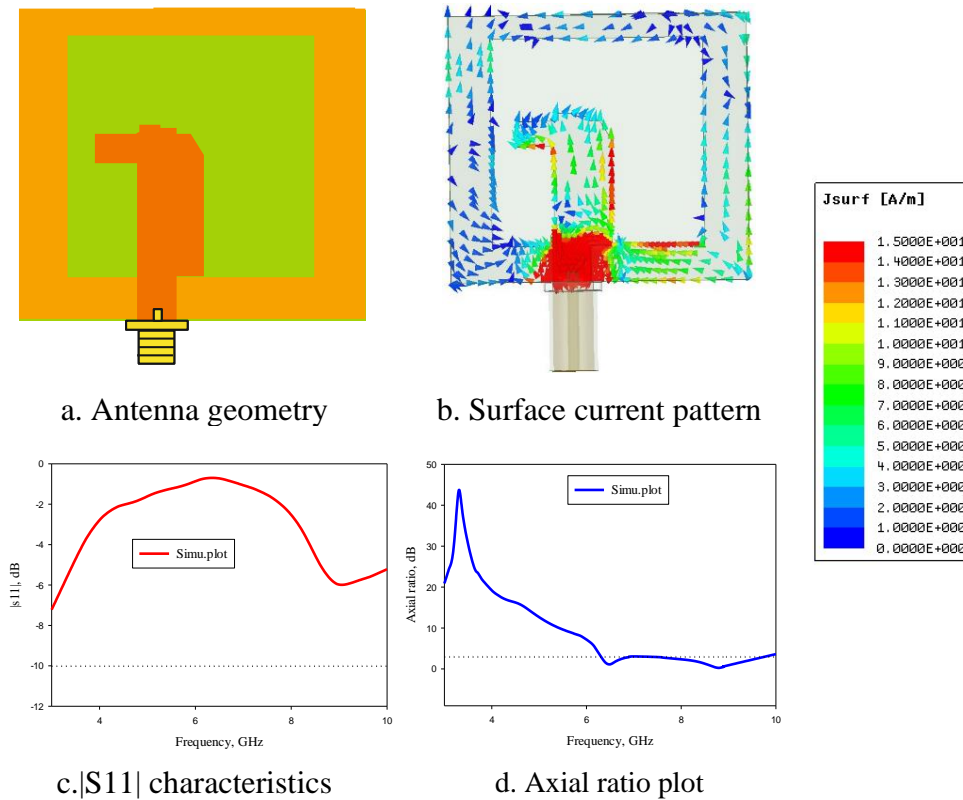 a. Antenna geometry
b. Surface current pattern
Jsurf [A/m]
1.5000E+001
1.4000E+001
1.3000E+001
1.2000E+001
1.1000E+001
1.0000E+001
9.0000E+000
8.0000E+000
7.0000E+000
6.0000E+000
5.0000E+000
4.0000E+000
3.0000E+000
2.0000E+000
1.0000E+000
0.0000E+000
0
-2
-4
-6
-8
-10
-12
|s11|, dB
Simu.plot
4
6
8
10
Frequency, GHz
c.|S11| characteristics
50
40
30
20
10
0
Axial ratio, dB
Simu.plot
4
6
8
10
Frequency, GHz
d. Axial ratio plot